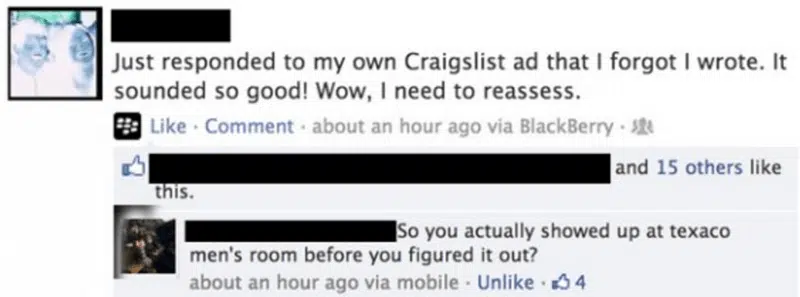 Just responded to my own Craigslist ad that I forgot I wrote. It
sounded so good! Wow, I need to reassess.
Like · Comment · about an hour ago via BlackBerry ·
and 15 others like
this.
So you actually showed up at texaco
men's room before you figured it out?
about an hour ago via mobile · Unlike · 4